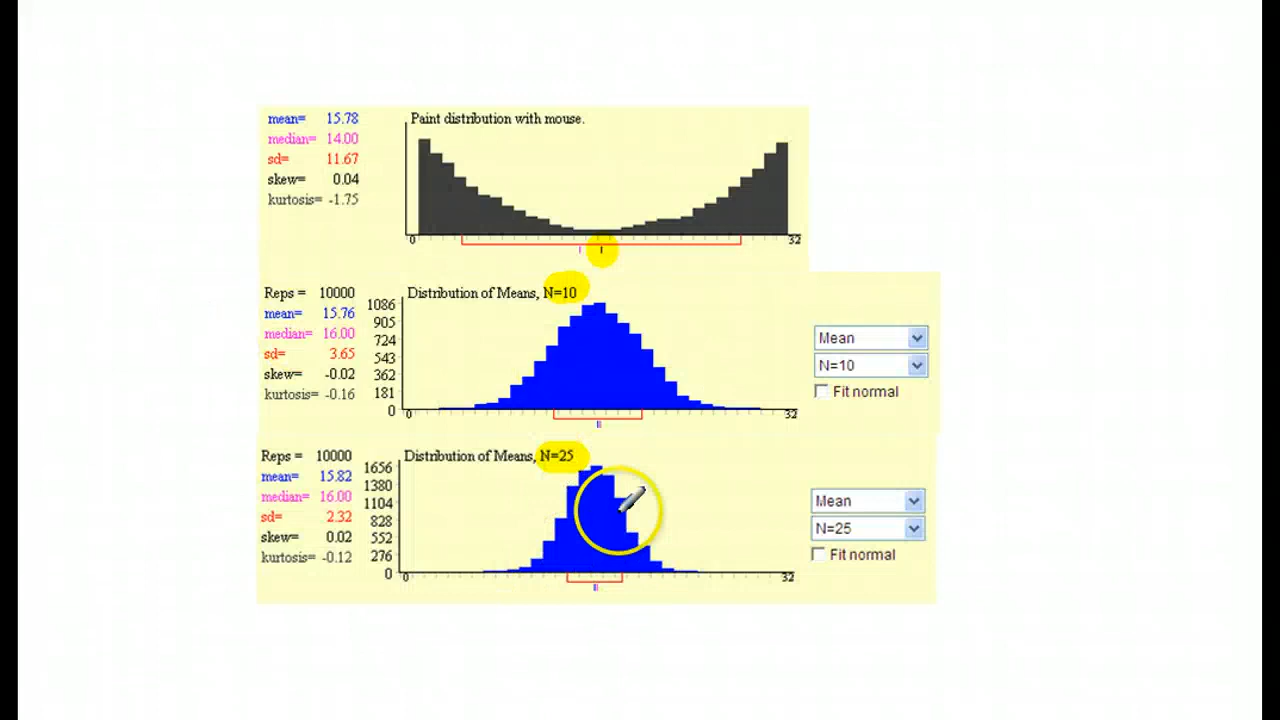 mean= 15.78
median= 14.00
sd= 11.67
skew= 0.04
kurtosis= -1.75
Paint distribution with mouse.
0 32
Reps = 10000
mean= 15.76
median= 16.00
sd= 3.65
skew= -0.02
kurtosis= -0.16
Distribution of Means, N=10
1086
905
724
543
362
181
0
0 32
Mean
N=10
Fit normal
Reps = 10000
mean= 15.82
median= 16.00
sd= 2.32
skew= 0.02
kurtosis= -0.12
Distribution of Means, N=25
1656
1380
1104
828
552
276
0
0 32
Mean
N=25
Fit normal